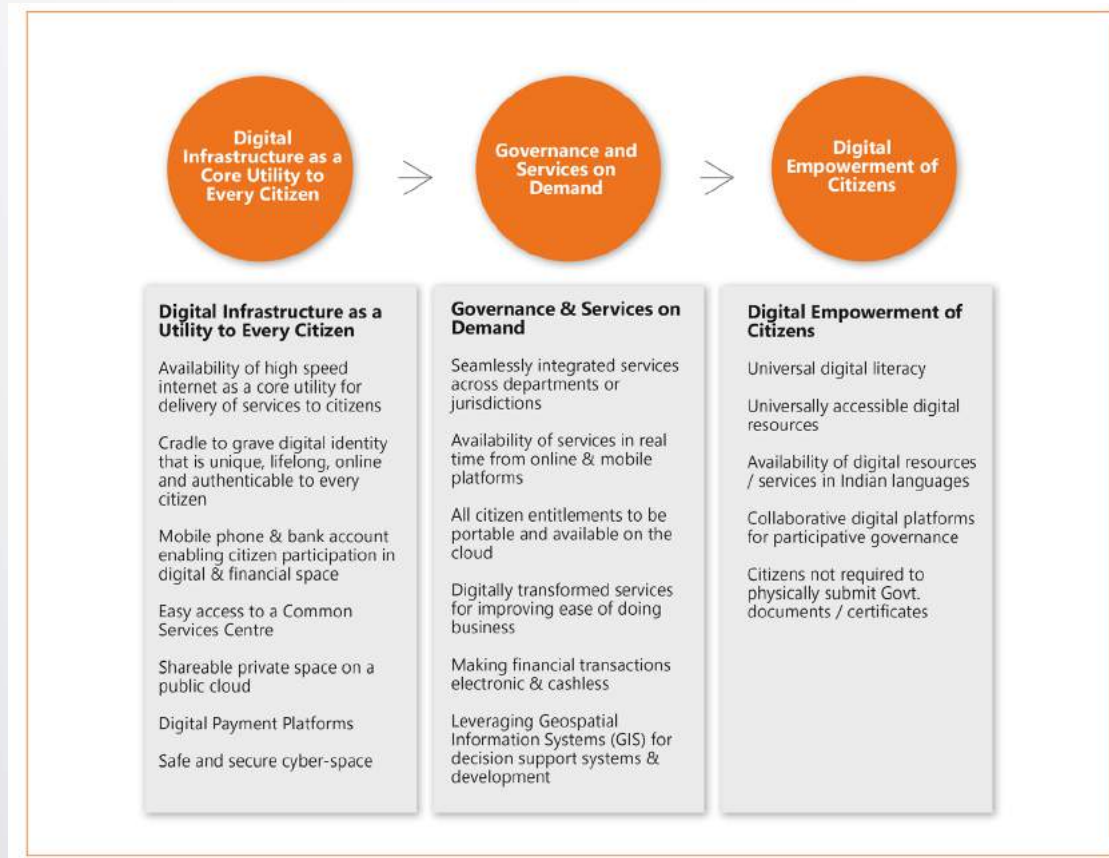 Digital
Infrastructure as a
Core Utility to
Every Citizen
Governance and
Services on
Demand
Digital
Empowerment of
Citizens
Digital Infrastructure as a
Utility to Every Citizen
Availability of high speed
internet as a core utility for
delivery of services to citizens
Cradle to grave digital identity
that is unique, lifelong, online
and authenticable to every
citizen
Mobile phone & bank account
enabling citizen participation in
digital & financial space
Easy access to a Common
Services Centre
Shareable private space on a
public cloud
Digital Payment Platforms
Safe and secure cyber-space
Governance & Services on
Demand
Seamlessly integrated services
across departments or
jurisdictions
Availability of services in real
time from online & mobile
platforms
All citizen entitlements to be
portable and available on the
cloud
Digitally transformed services
for improving ease of doing
business
Making financial transactions
electronic & cashless
Leveraging Geospatial
Information Systems (GIS) for
decision support systems &
development
Digital Empowerment of
Citizens
Universal digital literacy
Universally accessible digital
resources
Availability of digital resources
/ services in Indian languages
Collaborative digital platforms
for participative governance
Citizens not required to
physically submit Govt.
documents / certificates